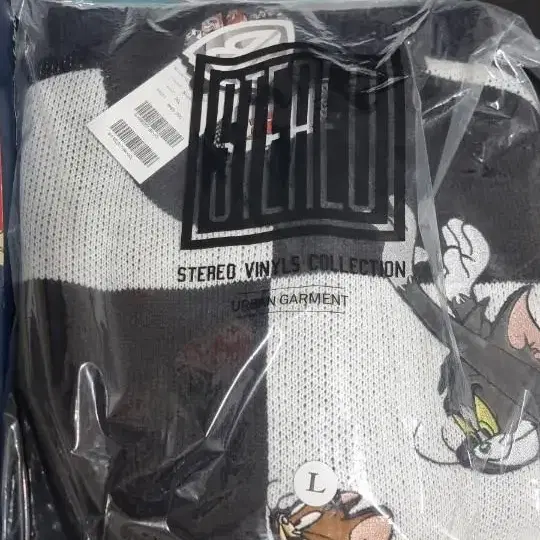 STEREO
STEREO VINYLS COLLECTION
URBAN GARMENT
L